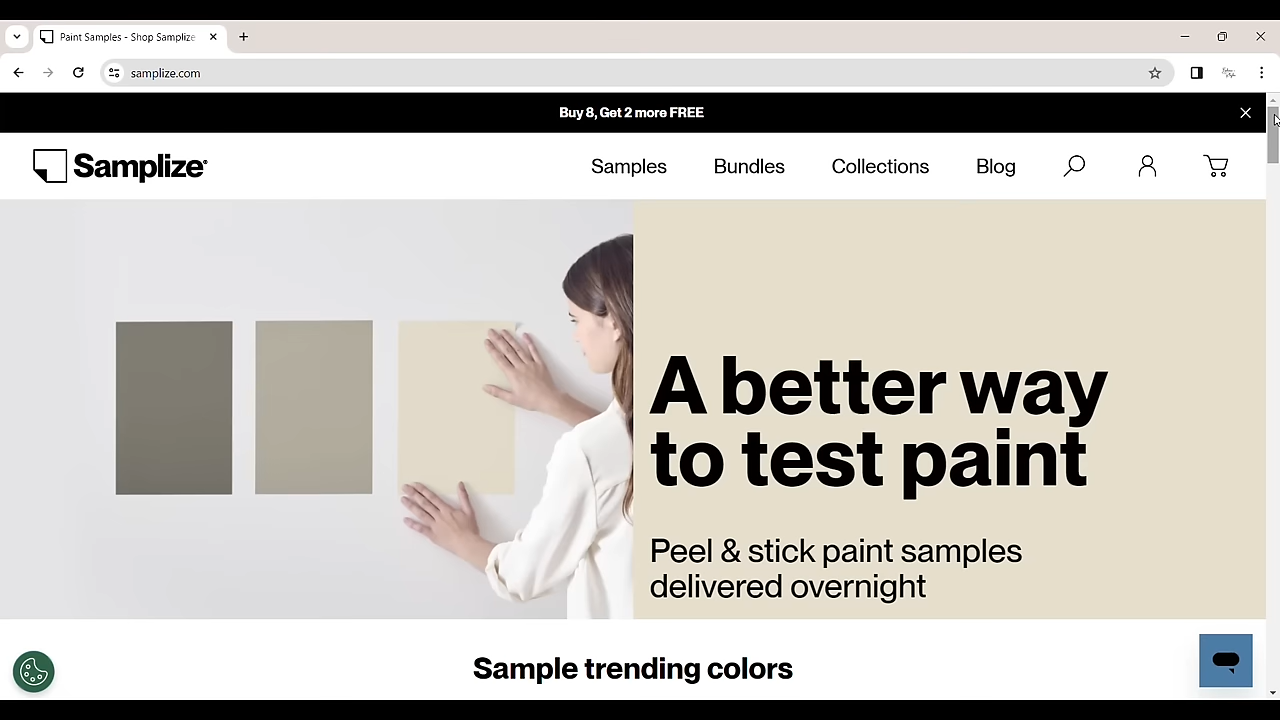 Paint Samples - Shop Samplize
samplize.com
Buy 8, Get 2 more FREE
Samplize
Samples
Bundles
Collections
Blog
A better way
to test paint
Peel & stick paint samples
delivered overnight
Sample trending colors